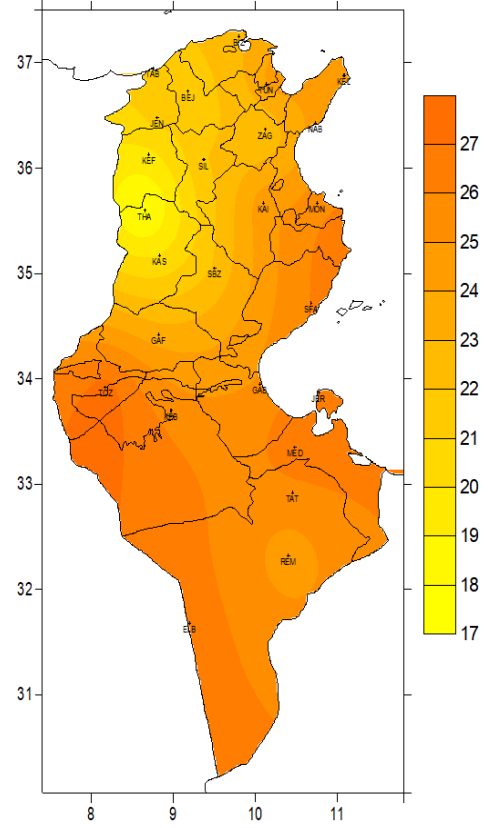 37
36
35
34
33
32
31
8
9
10
11
TAB
BEJ
TUN
KEL
JEN
NAB
ZAG
KEF
SIL
THA
KAI
MON
KAS
SBZ
SFA
GAF
TOZ
GAB
JER
KEB
MED
TAT
REM
ELB
27
26
25
24
23
22
21
20
19
18
17